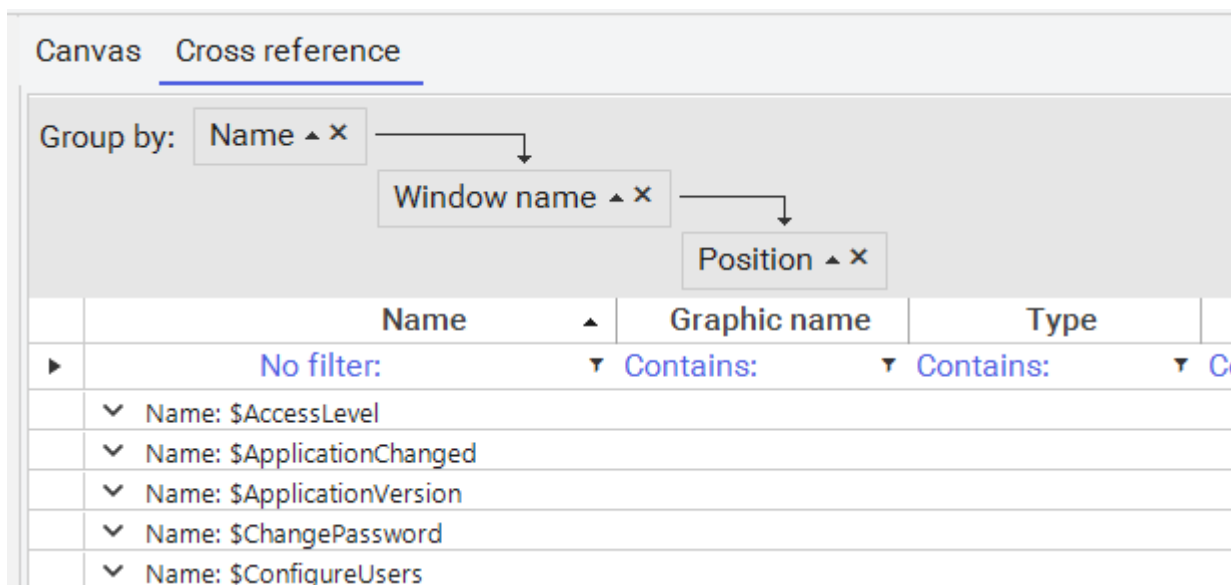 Canvas Cross reference
Group by: Name
Window name
Position
Name Graphic name Type
No filter: Contains: Contains:
Name: $AccessLevel
Name: $ApplicationChanged
Name: $ApplicationVersion
Name: $ChangePassword
Name: $ConfigureUsers